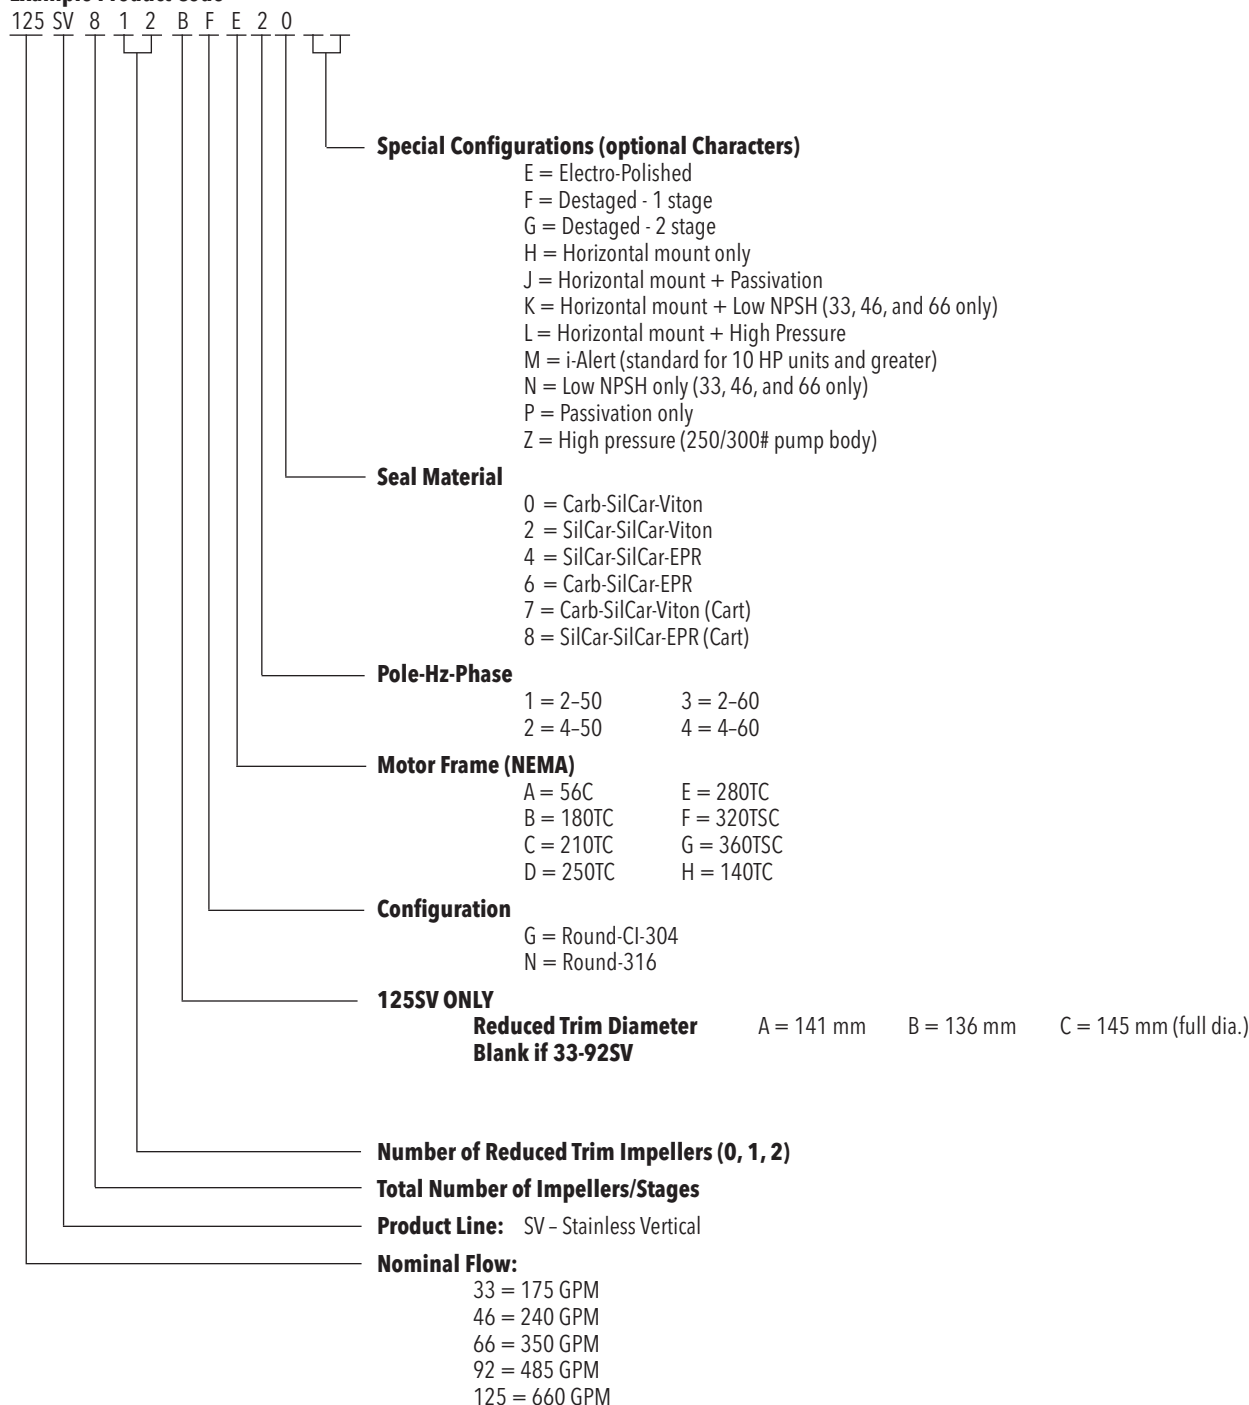 Example Product Code
125 SV 8 1 2 B F E 2 0
Special Configurations (optional Characters)
E = Electro-Polished
F = Destaged - 1 stage
G = Destaged - 2 stage
H = Horizontal mount only
J = Horizontal mount + Passivation
K = Horizontal mount + Low NPSH (33, 46, and 66 only)
L = Horizontal mount + High Pressure
M = i-Alert (standard for 10 HP units and greater)
N = Low NPSH only (33, 46, and 66 only)
P = Passivation only
Z = High pressure (250/300# pump body)
Seal Material
0 = Carb-SilCar-Viton
2 = SilCar-SilCar-Viton
4 = SilCar-SilCar-EPR
6 = Carb-SilCar-EPR
7 = Carb-SilCar-Viton (Cart)
8 = SilCar-SilCar-EPR (Cart)
Pole-Hz-Phase
1 = 2–50 3 = 2–60
2 = 4–50 4 = 4–60
Motor Frame (NEMA)
A = 56C E = 280TC
B = 180TC F = 320TSC
C = 210TC G = 360TSC
D = 250TC H = 140TC
Configuration
G = Round-CI-304
N = Round-316
125SV ONLY
Reduced Trim Diameter A = 141 mm B = 136 mm C = 145 mm (full dia.)
Blank if 33-92SV
Number of Reduced Trim Impellers (0, 1, 2)
Total Number of Impellers/Stages
Product Line: SV – Stainless Vertical
Nominal Flow:
33 = 175 GPM
46 = 240 GPM
66 = 350 GPM
92 = 485 GPM
125 = 660 GPM